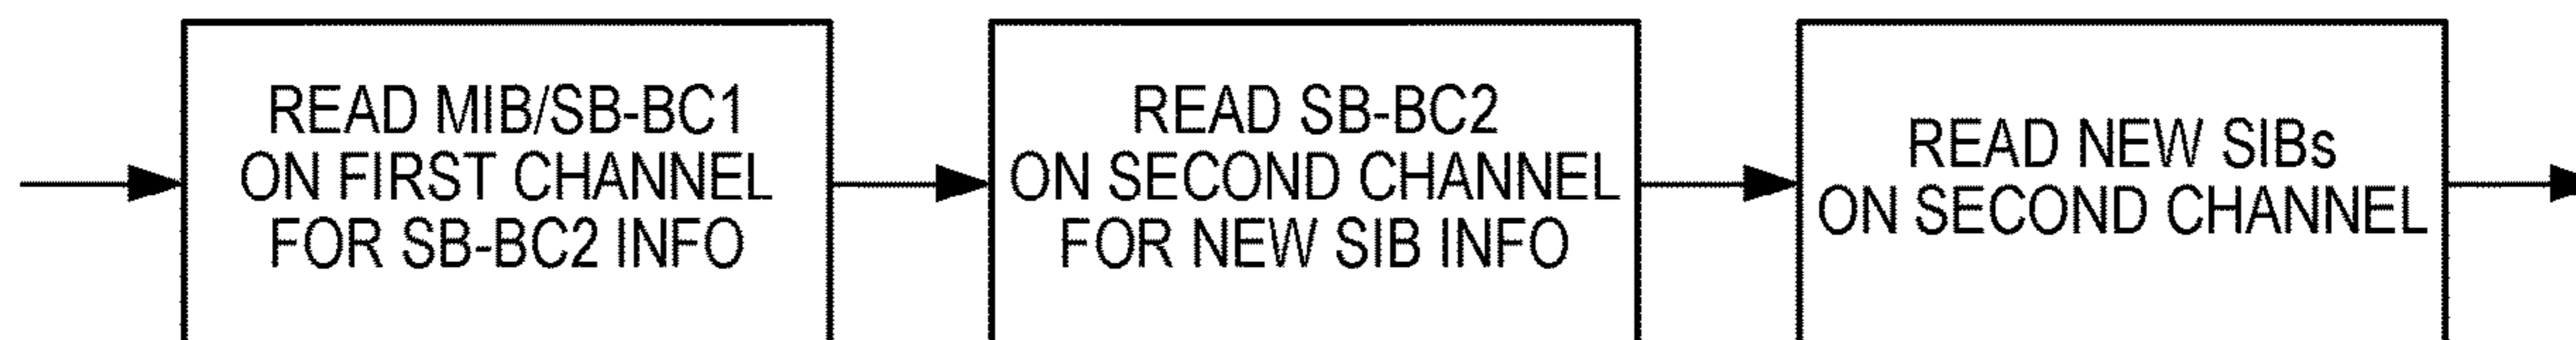 READ MIB/SB-BC1
ON FIRST CHANNEL
FOR SB-BC2 INFO
READ SB-BC2
ON SECOND CHANNEL
FOR NEW SIB INFO
READ NEW SIBs
ON SECOND CHANNEL